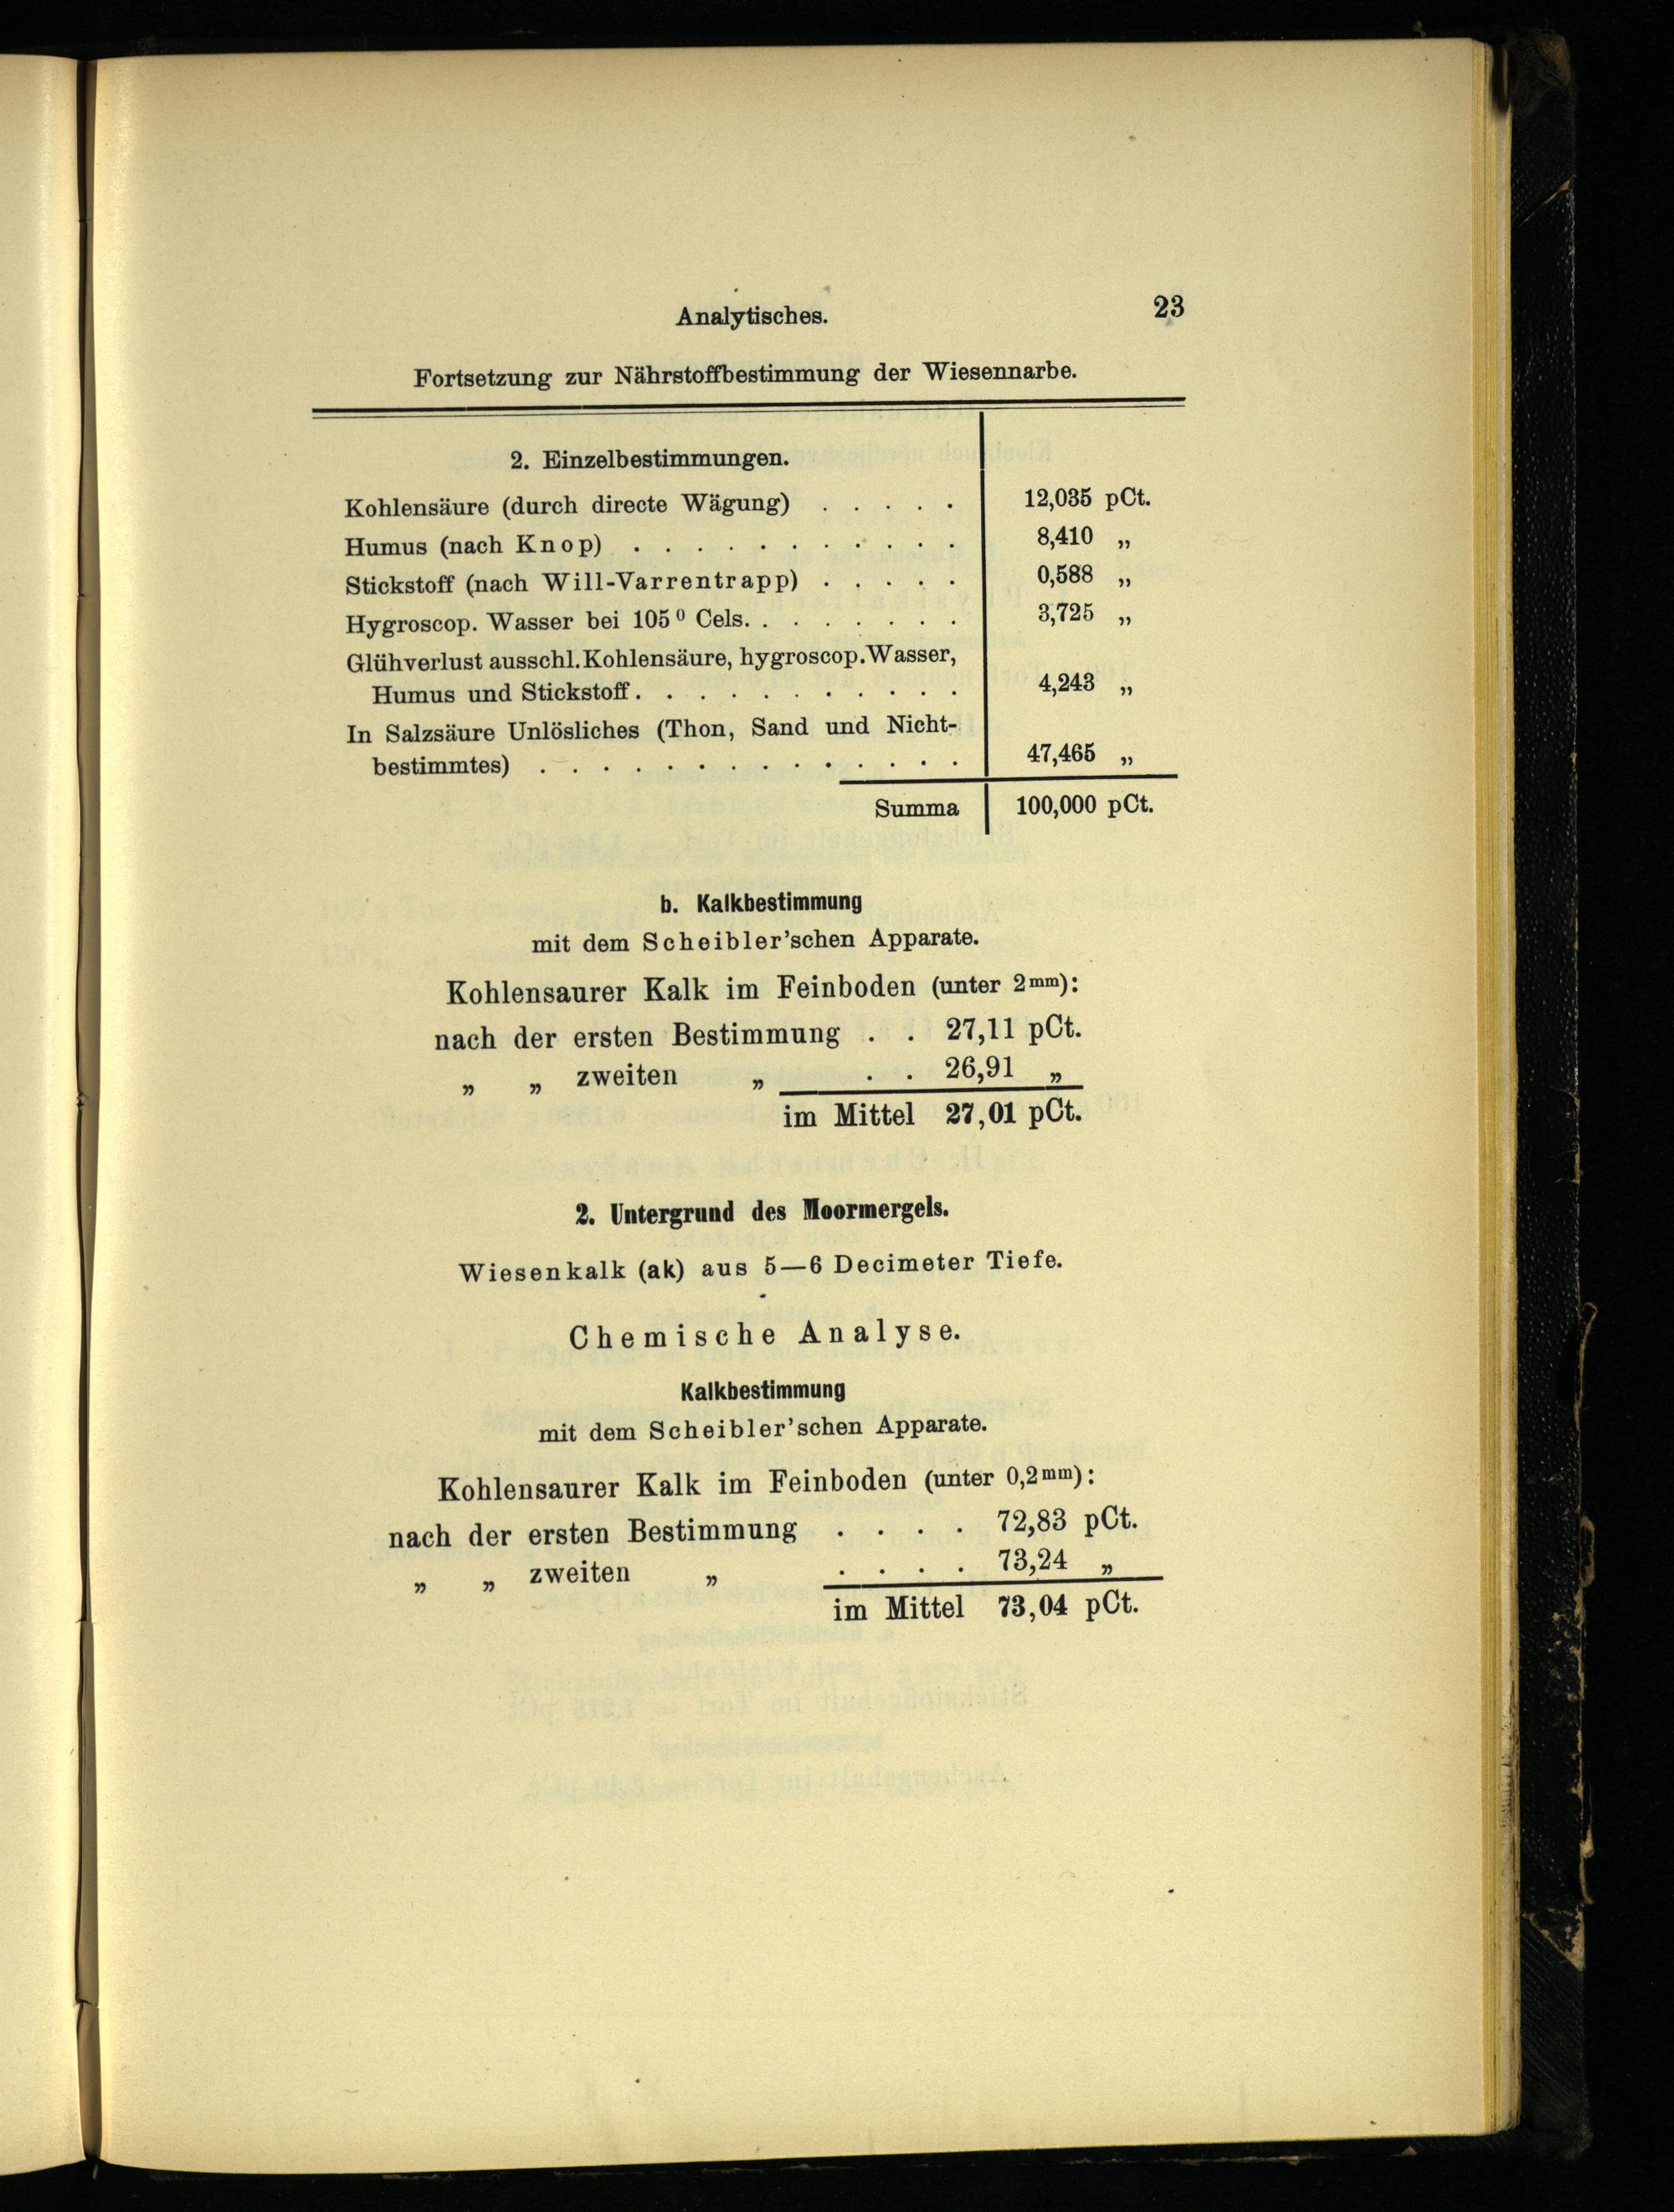 Analytisches. 23
Fortsetzung zur Nährstoffbestimmung der Wiesennarbe.
2. Einzelbestimmungen.
Kohlensäure (durch directe Wägung) . . . . . 12,035 pCt.
Humus (nach Knop) . . . . . . . . . . . 8,410 „
Stickstoff (nach Will-Varrentrapp) . . . . . 0,588 „
Hygroscop. Wasser bei 105⁰ Cels. . . . . . . . 3,725 „
Glühverlust ausschl. Kohlensäure, hygroscop. Wasser,
Humus und Stickstoff. . . . . . . . . . . . 4,243 „
In Salzsäure Unlösliches (Thon, Sand und Nicht-
bestimmtes) . . . . . . . . . . . . . . 47,465 „
Summa 100,000 pCt.
b. Kalkbestimmung
mit dem Scheibler'schen Apparate.
Kohlensaurer Kalk im Feinboden (unter 2mm):
nach der ersten Bestimmung . . 27,11 pCt.
„ „ zweiten „ . . 26,91 „
im Mittel 27,01 pCt.
2. Untergrund des Moormergels.
Wiesenkalk (ak) aus 5—6 Decimeter Tiefe.
Chemische Analyse.
Kalkbestimmung
mit dem Scheibler'schen Apparate.
Kohlensaurer Kalk im Feinboden (unter 0,2mm):
nach der ersten Bestimmung . . . . 72,83 pCt.
„ „ zweiten „ . . . . 73,24 „
im Mittel 73,04 pCt.